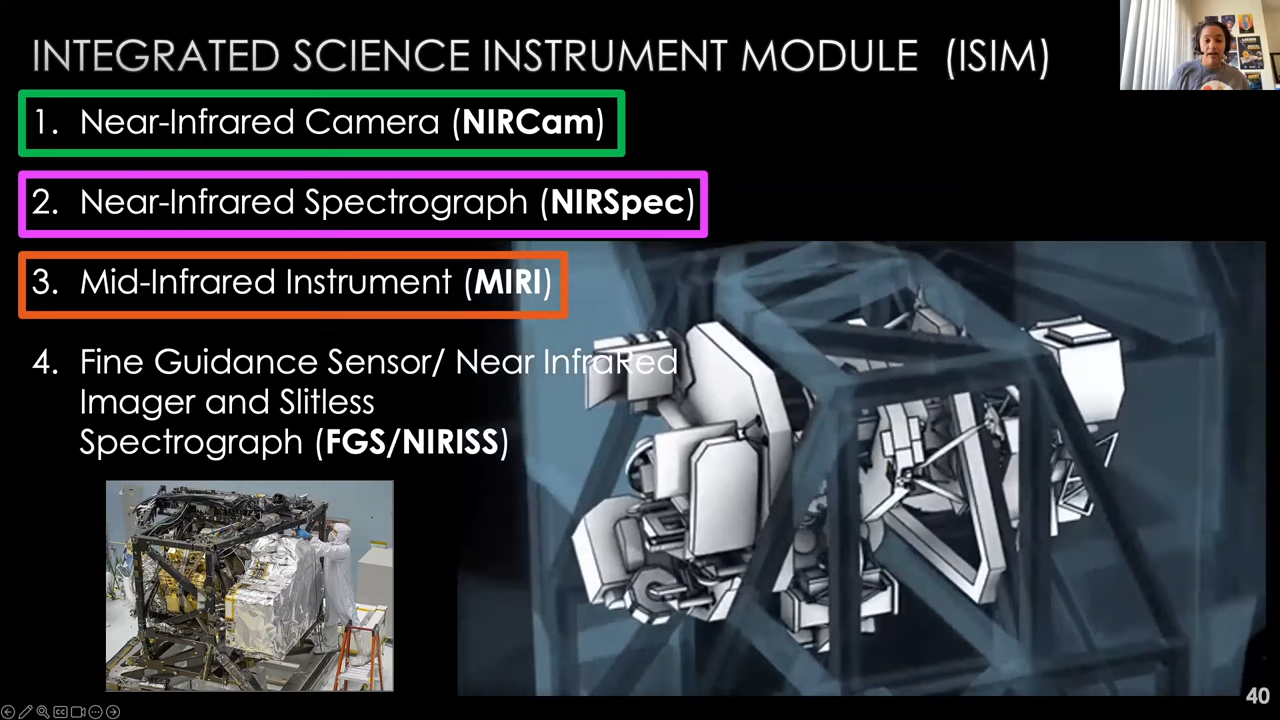 INTEGRATED SCIENCE INSTRUMENT MODULE (ISIM)
1. Near-Infrared Camera (NIRCam)
2. Near-Infrared Spectrograph (NIRSpec)
3. Mid-Infrared Instrument (MIRI)
4. Fine Guidance Sensor/ Near InfraRed
Imager and Slitless
Spectrograph (FGS/NIRISS)
40